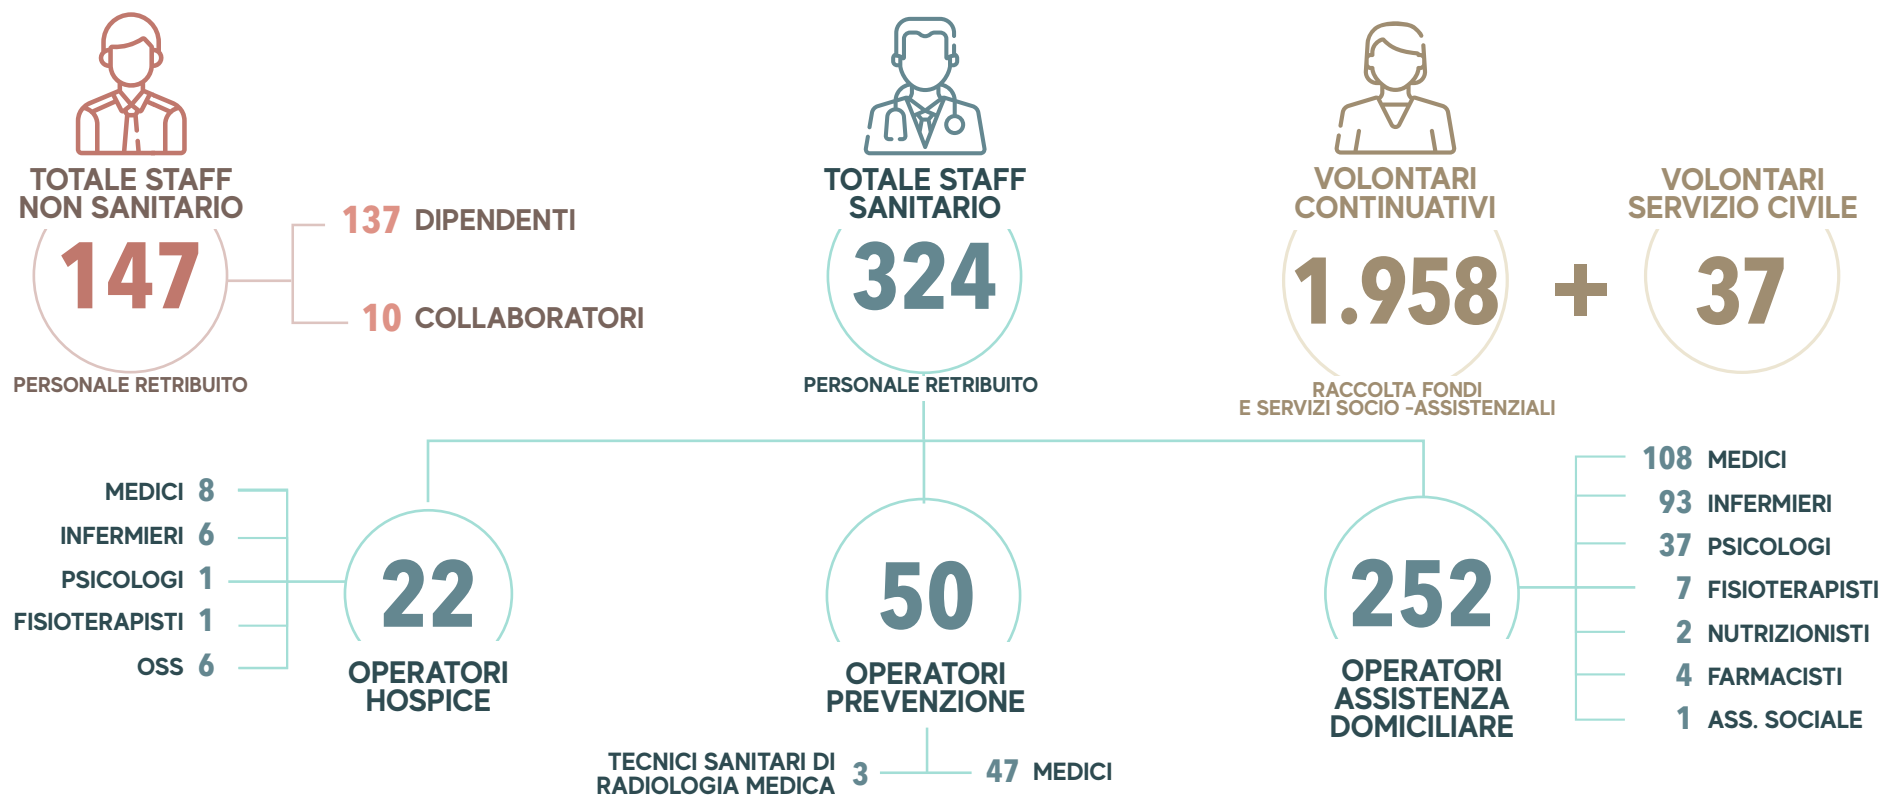 TOTALE STAFF
NON SANITARIO
147
PERSONALE RETRIBUITO
137 DIPENDENTI
10 COLLABORATORI
TOTALE STAFF
SANITARIO
324
PERSONALE RETRIBUITO
VOLONTARI
CONTINUATIVI
1.958
RACCOLTA FONDI
E SERVIZI SOCIO -ASSISTENZIALI
+
VOLONTARI
SERVIZIO CIVILE
37
MEDICI 8
INFERMIERI 6
PSICOLOGI 1
FISIOTERAPISTI 1
OSS 6
22
OPERATORI
HOSPICE
50
OPERATORI
PREVENZIONE
TECNICI SANITARI DI
RADIOLOGIA MEDICA 3
47 MEDICI
252
OPERATORI
ASSISTENZA
DOMICILIARE
108 MEDICI
93 INFERMIERI
37 PSICOLOGI
7 FISIOTERAPISTI
2 NUTRIZIONISTI
4 FARMACISTI
1 ASS. SOCIALE